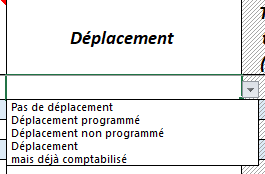 Déplacement
Pas de déplacement
Déplacement programmé
Déplacement non programmé
Déplacement
mais déjà comptabilisé